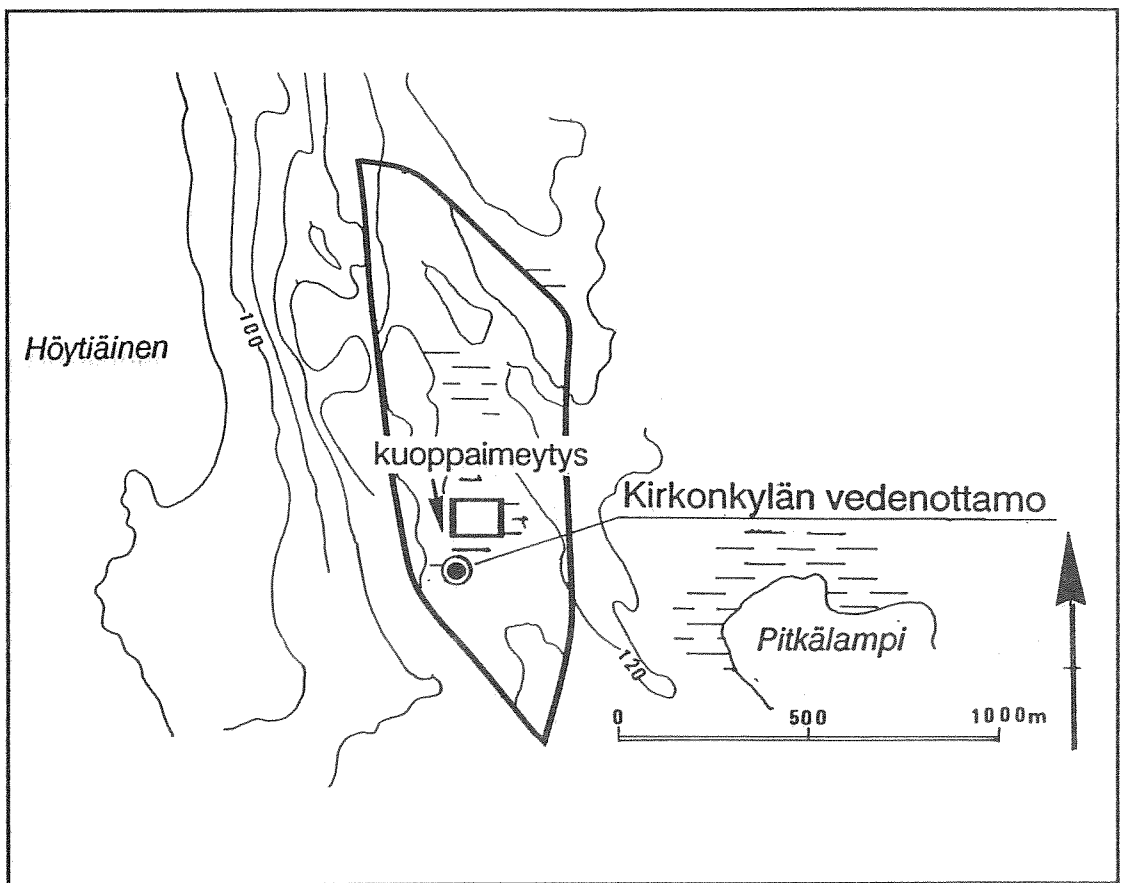 100
Höytiäinen
kuoppaimeytys
Kirkonkylän vedenottamo
Pitkälampi
120
0 500 1000m